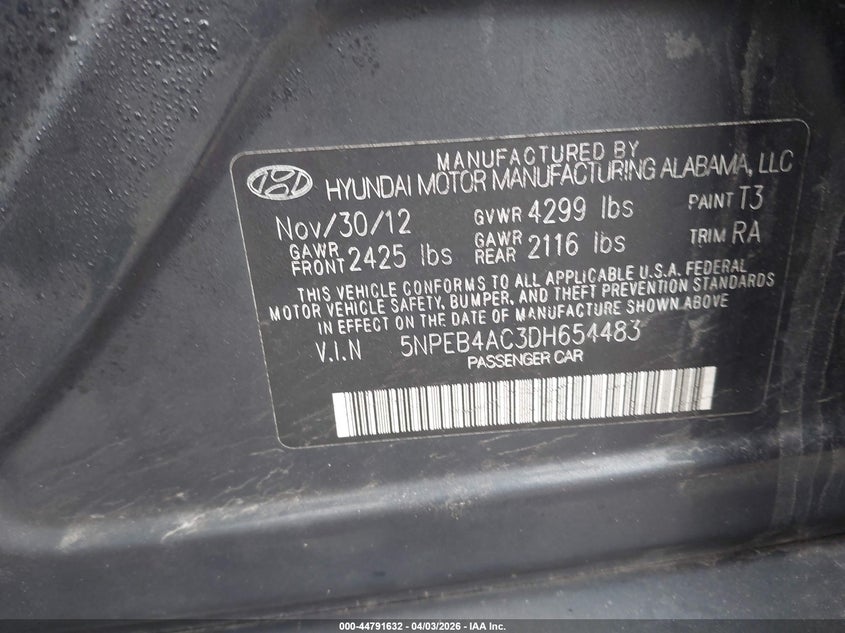 MANUFACTURED BY
HYUNDAI MOTOR MANUFACTURING ALABAMA, LLC
Nov/30/12 GVWR 4299 lbs PAINT T3
GAWR FRONT 2425 lbs GAWR REAR 2116 lbs TRIM RA
THIS VEHICLE CONFORMS TO ALL APPLICABLE U.S.A. FEDERAL
MOTOR VEHICLE SAFETY, BUMPER, AND THEFT PREVENTION STANDARDS
IN EFFECT ON THE DATE OF MANUFACTURE SHOWN ABOVE
V.I.N 5NPEB4AC3DH654483
PASSENGER CAR
000-44791632 - 04/03/2026 - IAA Inc.